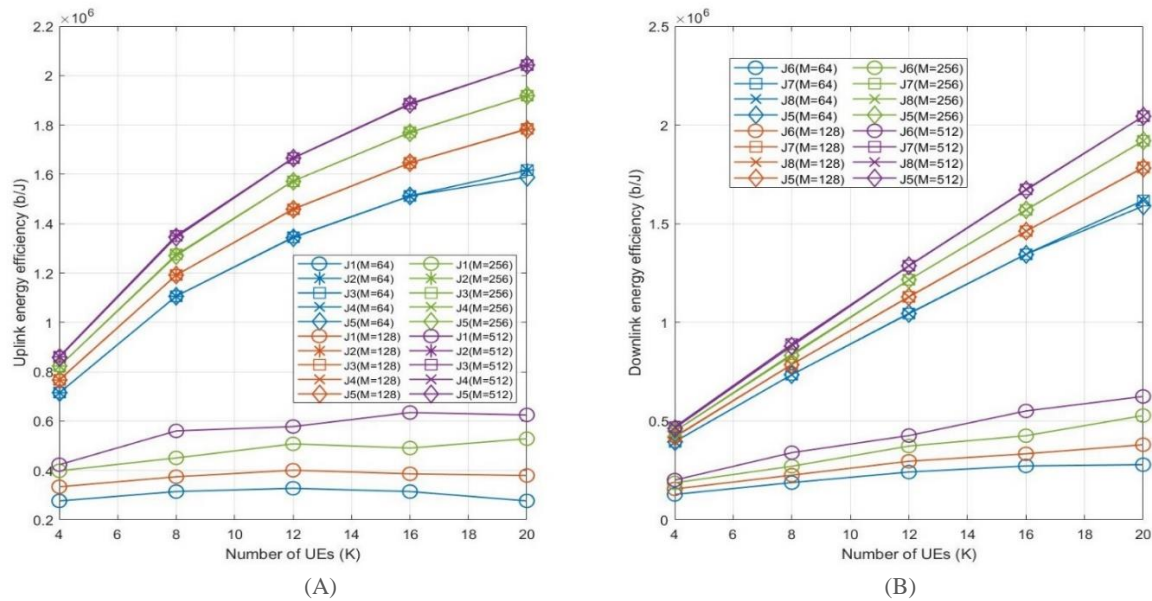 ×10^6
2.2
2
1.8
1.6
1.4
1.2
1
0.8
0.6
0.4
0.2
4 6 8 10 12 14 16 18 20
Uplink energy efficiency (b/J)
Number of UEs (K)
J1(M=64) J1(M=256)
J2(M=64) J2(M=256)
J3(M=64) J3(M=256)
J4(M=64) J4(M=256)
J5(M=64) J5(M=256)
J1(M=128) J1(M=512)
J2(M=128) J2(M=512)
J3(M=128) J3(M=512)
J4(M=128) J4(M=512)
J5(M=128) J5(M=512)
(A)
×10^6
2.5
2
1.5
1
0.5
0
4 6 8 10 12 14 16 18 20
Downlink energy efficiency (b/J)
Number of UEs (K)
J6(M=64) J6(M=256)
J7(M=64) J7(M=256)
J8(M=64) J8(M=256)
J5(M=64) J5(M=256)
J6(M=128) J6(M=512)
J7(M=128) J7(M=512)
J8(M=128) J8(M=512)
J5(M=128) J5(M=512)
(B)